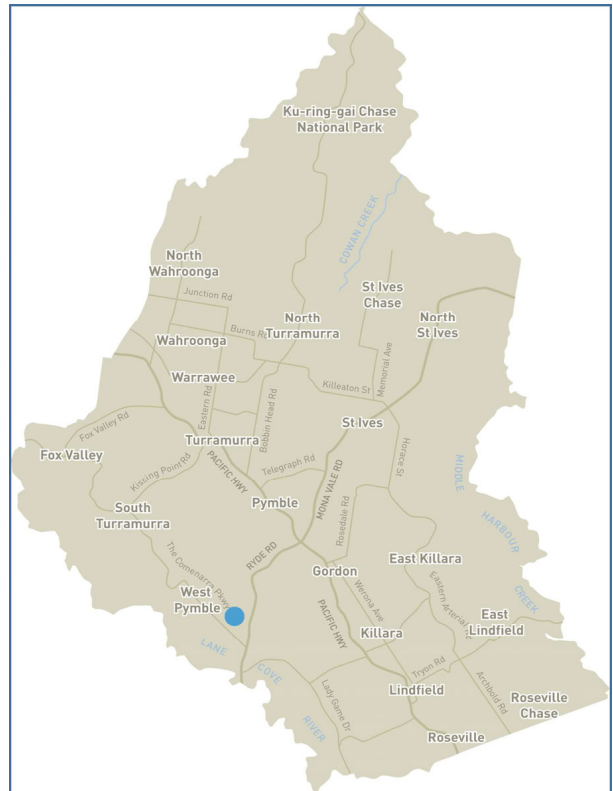 Ku-ring-gai Chase
National Park
COWAN CREEK
North
Wahroonga
Junction Rd
St Ives
Chase
North
Turramurra
North
St Ives
Burns Rd
Wahroonga
Memorial Ave
Warrawee
Killeaton St
Eastern Rd
Bobbin Head Rd
Fox Valley Rd
St Ives
Turramurra
Horace St
Fox Valley
Kissing Point Rd
PACIFIC HWY
Telegraph Rd
MONA VALE RD
MIDDLE
HARBOUR
CREEK
Pymble
South
Turramurra
Rosedale Rd
RYDE RD
The Comenarra Pkwy
East Killara
Gordon
West
Pymble
Werona Ave
Eastern Arterial Rd
PACIFIC HWY
East
Lindfield
Killara
LANE
COVE
RIVER
Tryon Rd
Lady Game Dr
Lindfield
Archbold Rd
Roseville
Chase
Roseville